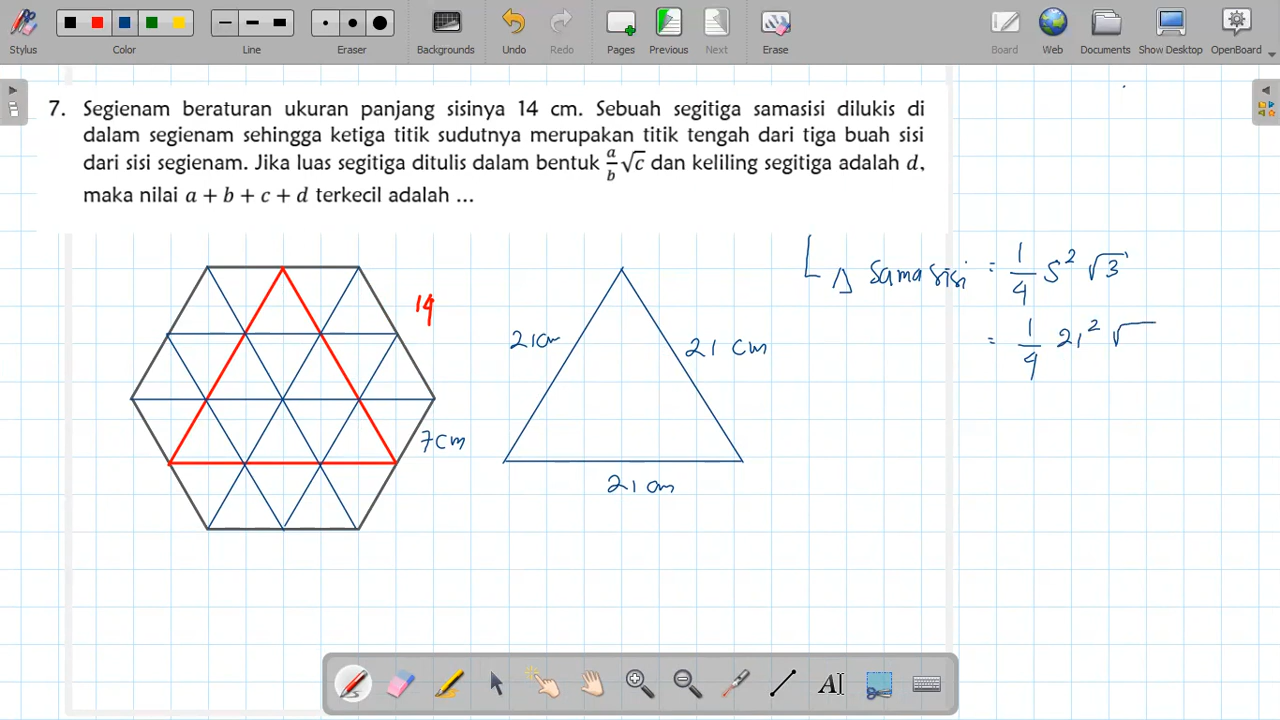 Stylus Color Line Eraser Backgrounds Undo Redo Pages Previous Next Erase Board Web Documents Show Desktop OpenBoard
7. Segienam beraturan ukuran panjang sisinya 14 cm. Sebuah segitiga samasisi dilukis di
dalam segienam sehingga ketiga titik sudutnya merupakan titik tengah dari tiga buah sisi
dari sisi segienam. Jika luas segitiga ditulis dalam bentuk a/b √c dan keliling segitiga adalah d,
maka nilai a + b + c + d terkecil adalah ...
L △ samasisi = 1/4 s² √3
= 1/4 21² √
14
21cm
21 cm
7cm
21 cm
AI